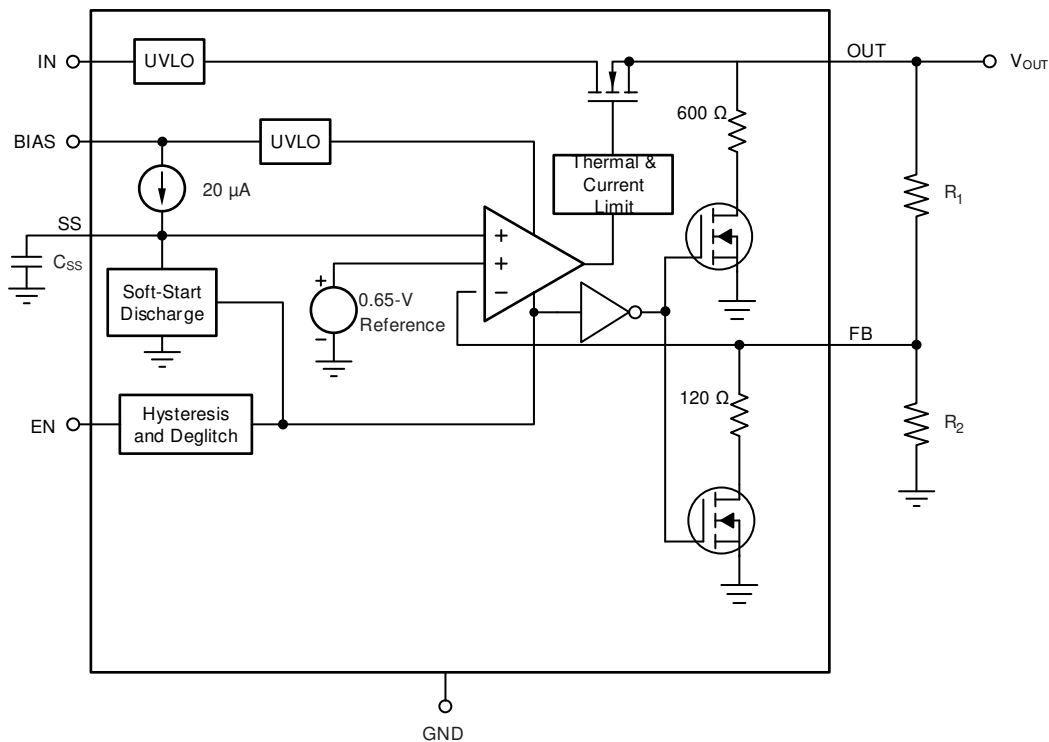 IN
UVLO
OUT
V_OUT
600 Ω
BIAS
UVLO
Thermal &
Current
Limit
20 µA
R1
SS
+
CSS
+
+
Soft-Start
Discharge
0.65-V
Reference
−
−
FB
120 Ω
EN
Hysteresis
and Deglitch
R2
GND